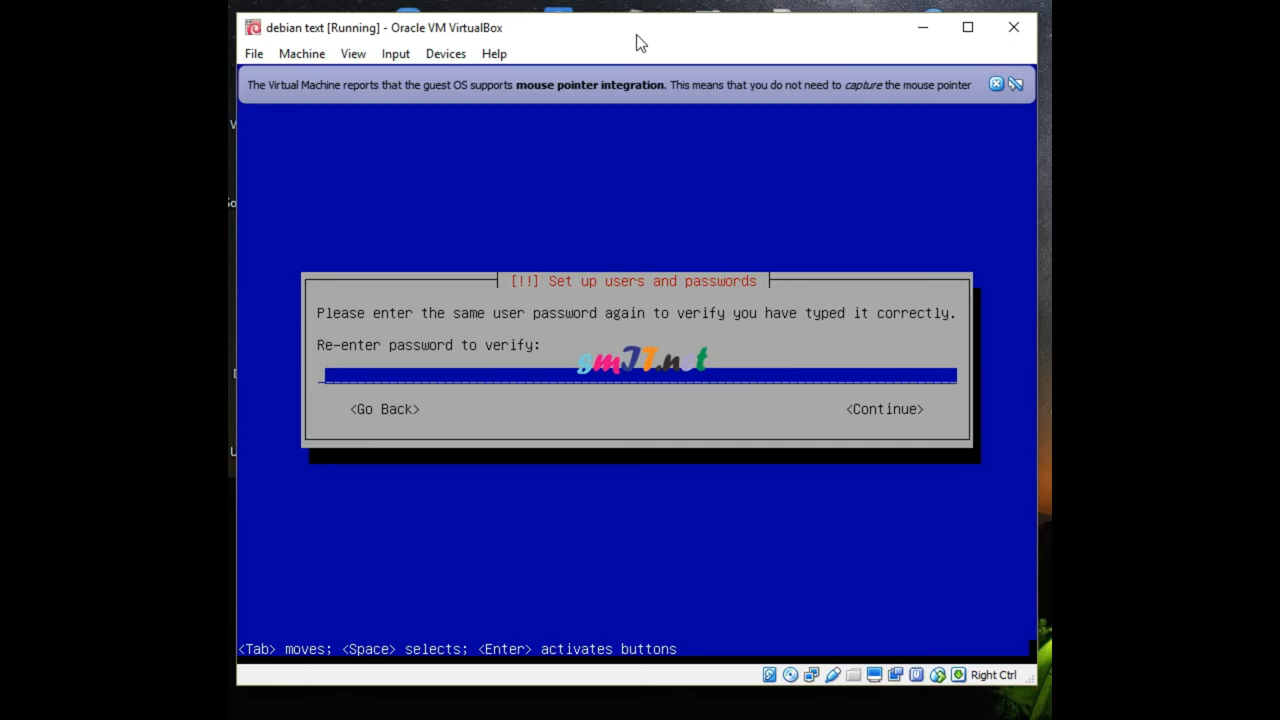 debian text [Running] - Oracle VM VirtualBox
File Machine View Input Devices Help
The Virtual Machine reports that the guest OS supports mouse pointer integration. This means that you do not need to capture the mouse pointer
[!!] Set up users and passwords
Please enter the same user password again to verify you have typed it correctly.
Re-enter password to verify:
gmIT.net
<Go Back> <Continue>
<Tab> moves; <Space> selects; <Enter> activates buttons
Right Ctrl